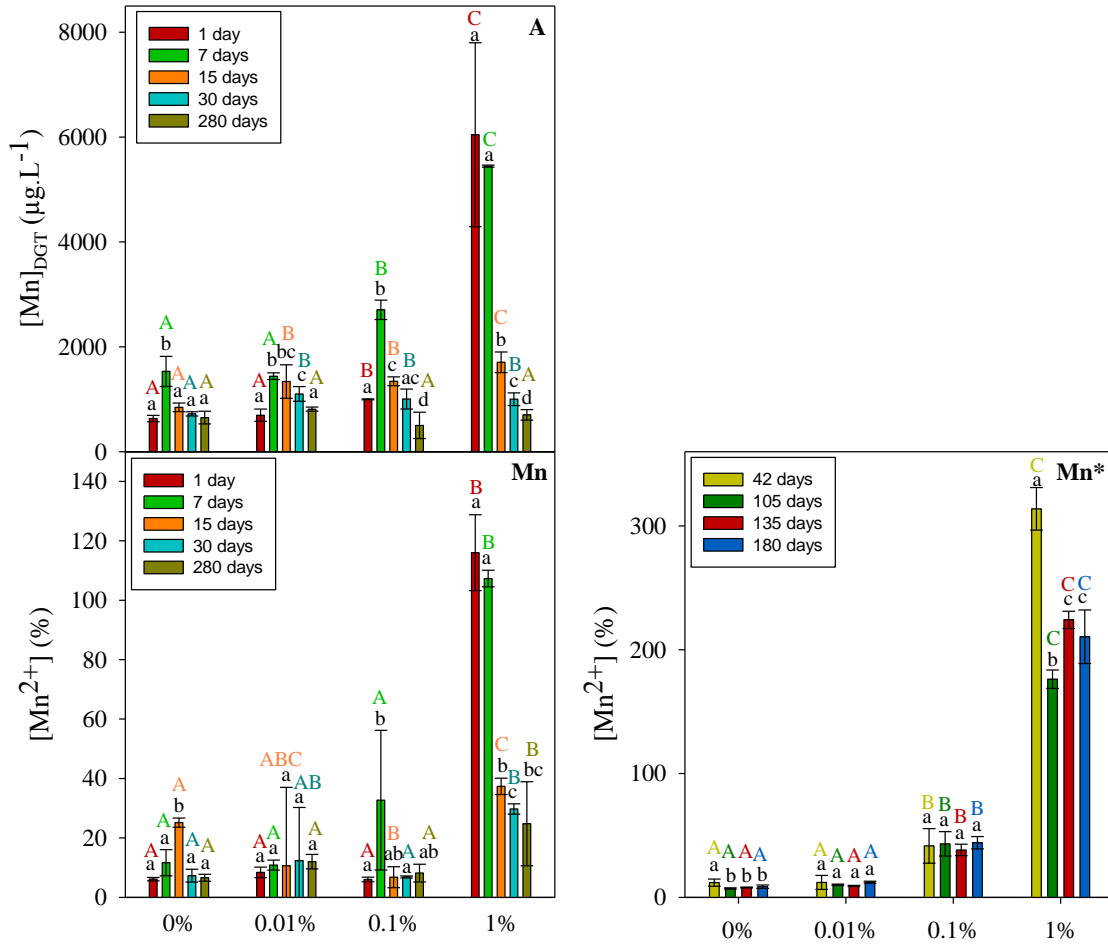 A
1 day
7 days
15 days
30 days
280 days
[Mn]DGT (µg.L-1)
8000
6000
4000
2000
0
A A A A A
a b a a a
A A B B A
a b bc c a
B B B B A
a b c ac d
C C C B A
a a b c d
Mn
1 day
7 days
15 days
30 days
280 days
[Mn2+] (%)
140
120
100
80
60
40
20
0
A A A A A
a a b a a
A A ABC AB A
a a a a a
A A B A A
a b ab a ab
B B C B B
a a b c bc
0% 0.01% 0.1% 1%
Mn*
42 days
105 days
135 days
180 days
[Mn2+] (%)
300
200
100
0
A A A A
a b b b
A A A A
a a a a
B B B B
a a a a
C C C C
a b c c
0% 0.01% 0.1% 1%